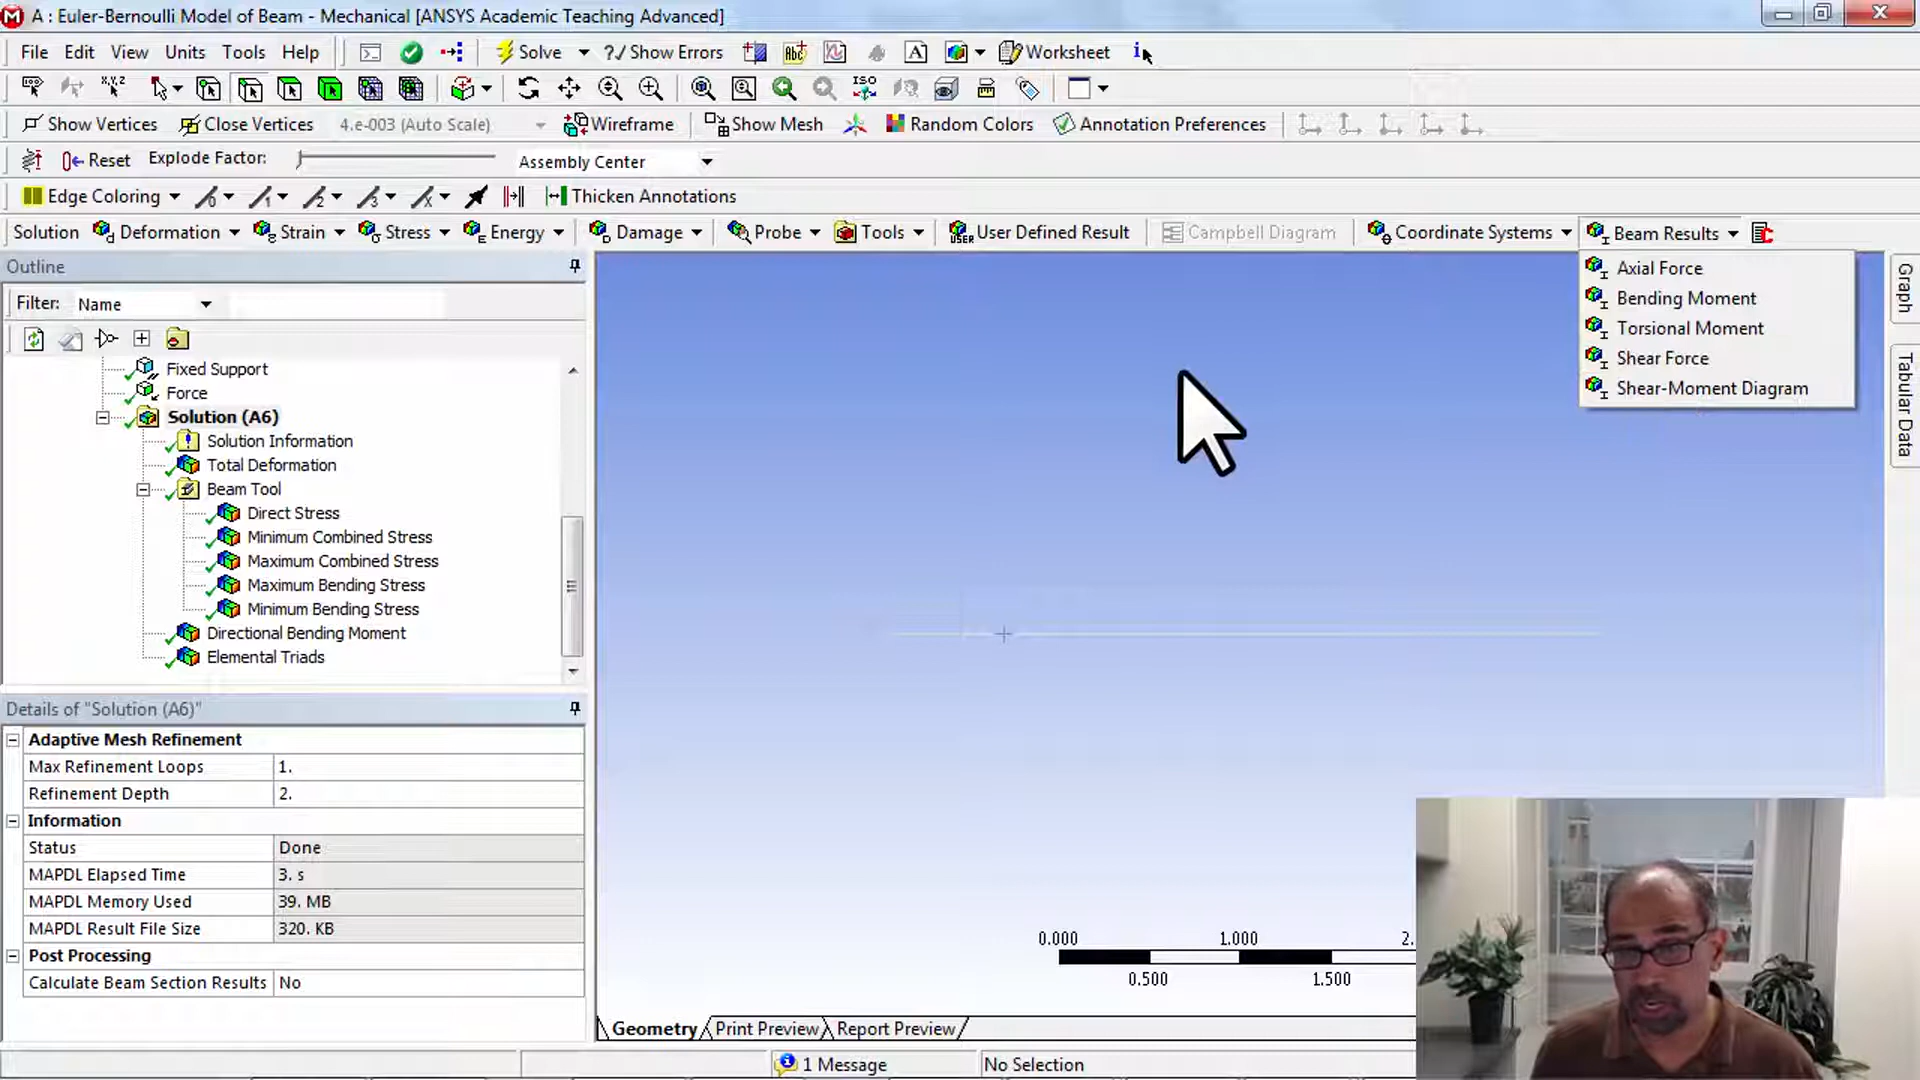 A : Euler-Bernoulli Model of Beam - Mechanical [ANSYS Academic Teaching Advanced]
File Edit View Units Tools Help Solve ?/ Show Errors Worksheet
Show Vertices Close Vertices 4.e-003 (Auto Scale) Wireframe Show Mesh Random Colors Annotation Preferences
Reset Explode Factor: Assembly Center
Edge Coloring Thicken Annotations
Solution Deformation Strain Stress Energy Damage Probe Tools User Defined Result Campbell Diagram Coordinate Systems Beam Results
Axial Force
Bending Moment
Torsional Moment
Shear Force
Shear-Moment Diagram
Graph
Tabular Data
Outline
Filter: Name
Fixed Support
Force
Solution (A6)
Solution Information
Total Deformation
Beam Tool
Direct Stress
Minimum Combined Stress
Maximum Combined Stress
Maximum Bending Stress
Minimum Bending Stress
Directional Bending Moment
Elemental Triads
Details of "Solution (A6)"
Adaptive Mesh Refinement
Max Refinement Loops 1.
Refinement Depth 2.
Information
Status Done
MAPDL Elapsed Time 3. s
MAPDL Memory Used 39. MB
MAPDL Result File Size 320. KB
Post Processing
Calculate Beam Section Results No
0.000 1.000 2.
0.500 1.500
Geometry Print Preview Report Preview
1 Message No Selection